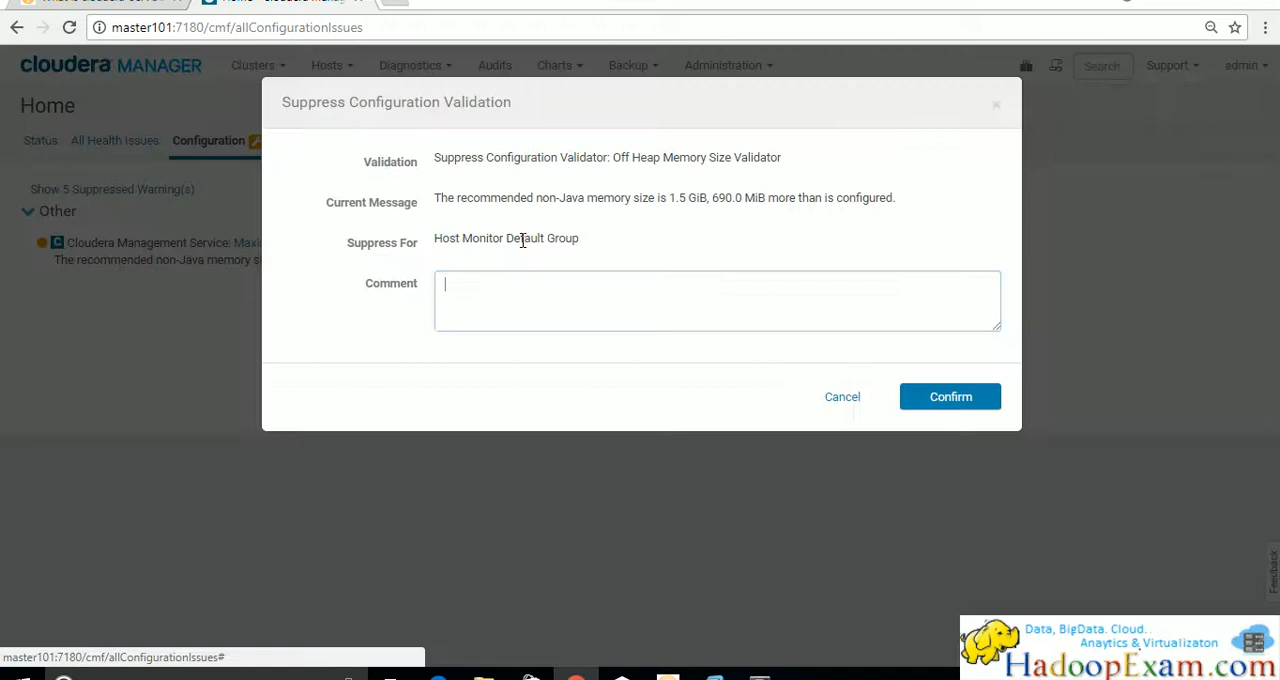 master101:7180/cmf/allConfigurationIssues
cloudera MANAGER Clusters Hosts Diagnostics Audits Charts Backup Administration Search Support admin
Home
Status All Health Issues Configuration
Show 5 Suppressed Warning(s)
Other
Cloudera Management Service:
The recommended non-Java memory
Suppress Configuration Validation
×
Validation Suppress Configuration Validator: Off Heap Memory Size Validator
Current Message The recommended non-Java memory size is 1.5 GiB, 690.0 MiB more than is configured.
Suppress For Host Monitor Default Group
Comment
Cancel Confirm
Feedback
master101:7180/cmf/allConfigurationIssues#
Data, BigData. Cloud.
Anaytics & Virtualizaton
HadoopExam.com